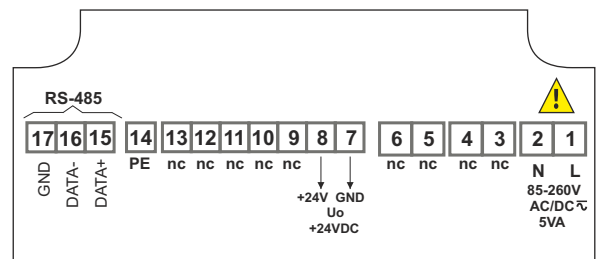 RS-485
17 16 15 14 13 12 11 10 9 8 7 6 5 4 3 2 1
GND DATA- DATA+ PE nc nc nc nc nc nc nc nc nc N L
+24V GND
Uo
+24VDC
85-260V
AC/DC
5VA